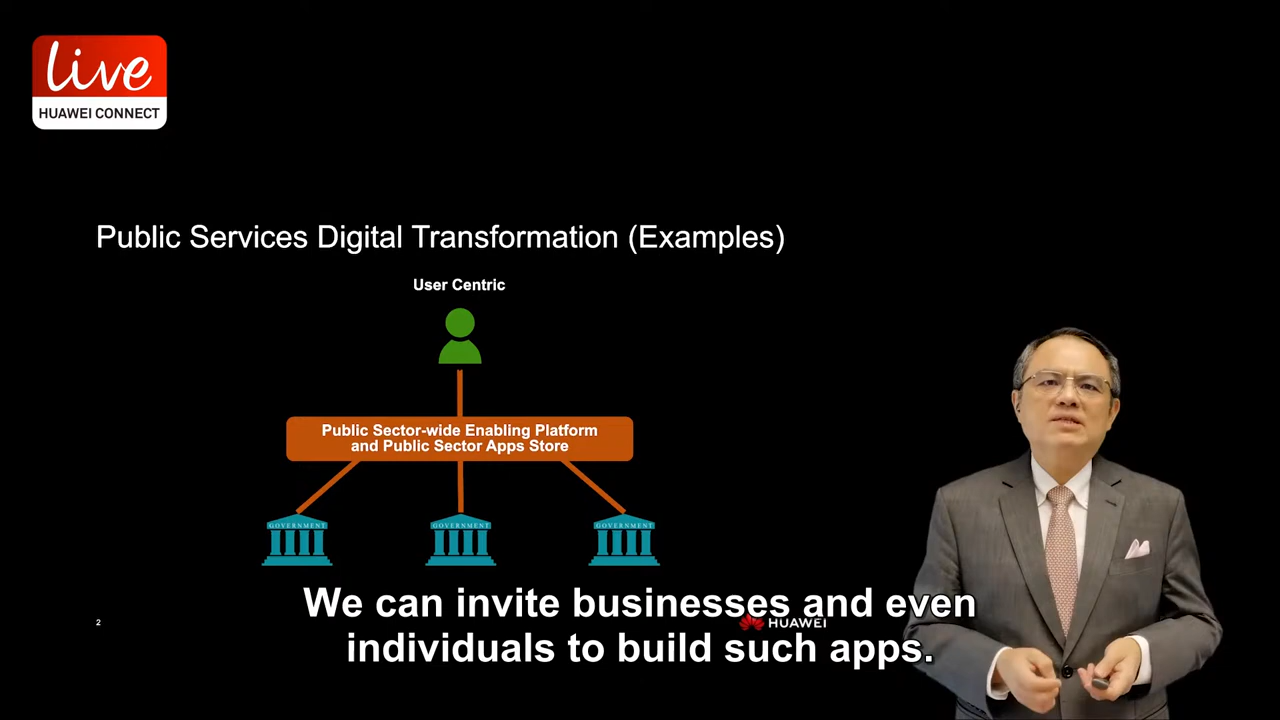 live
HUAWEI CONNECT
Public Services Digital Transformation (Examples)
User Centric
Public Sector-wide Enabling Platform
and Public Sector Apps Store
GOVERNMENT
GOVERNMENT
GOVERNMENT
We can invite businesses and even
individuals to build such apps.
2
HUAWEI